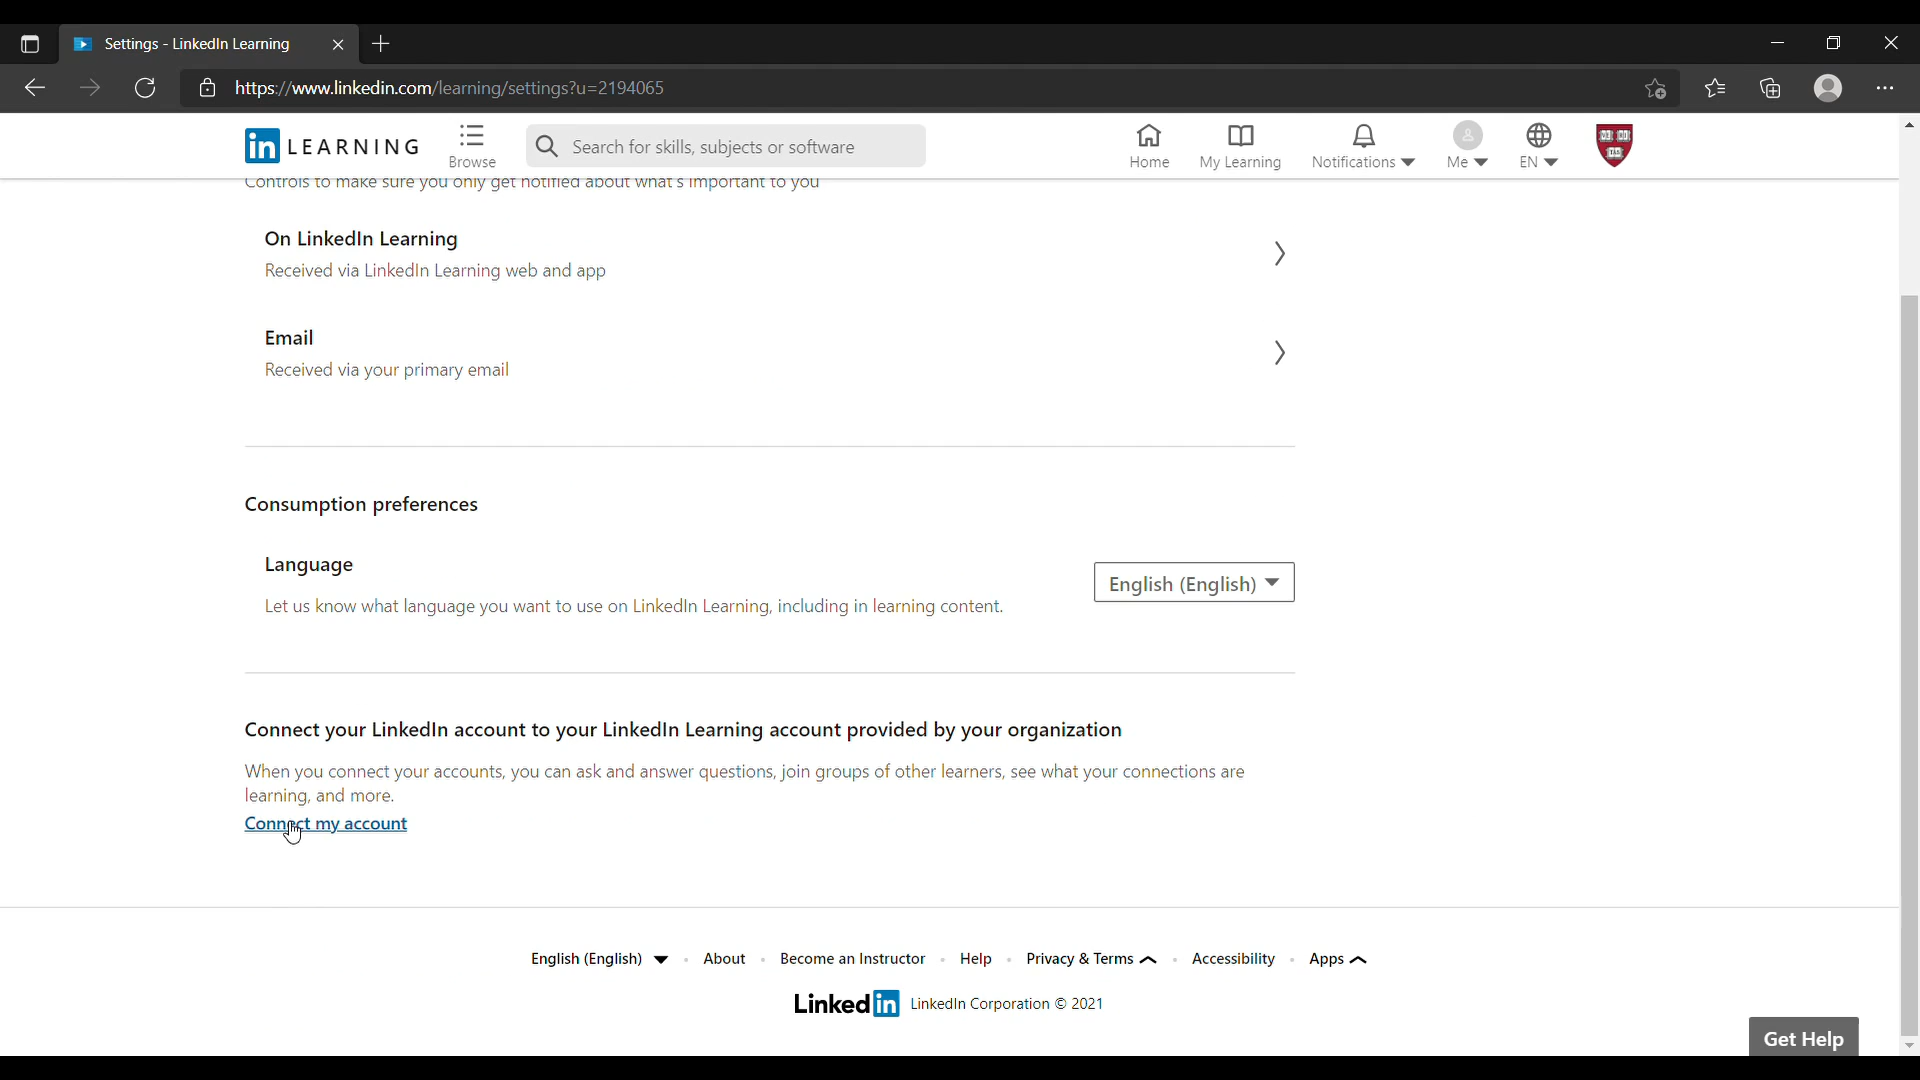 Settings - LinkedIn Learning
https://www.linkedin.com/learning/settings?u=2194065
in LEARNING
Browse
Search for skills, subjects or software
Home
My Learning
Notifications
Me
EN
Controls to make sure you only get notified about what's important to you
On LinkedIn Learning
Received via LinkedIn Learning web and app
Email
Received via your primary email
Consumption preferences
Language
Let us know what language you want to use on LinkedIn Learning, including in learning content.
English (English)
Connect your LinkedIn account to your LinkedIn Learning account provided by your organization
When you connect your accounts, you can ask and answer questions, join groups of other learners, see what your connections are
learning, and more.
Connect my account
English (English) · About · Become an Instructor · Help · Privacy & Terms · Accessibility · Apps
Linked in LinkedIn Corporation © 2021
Get Help